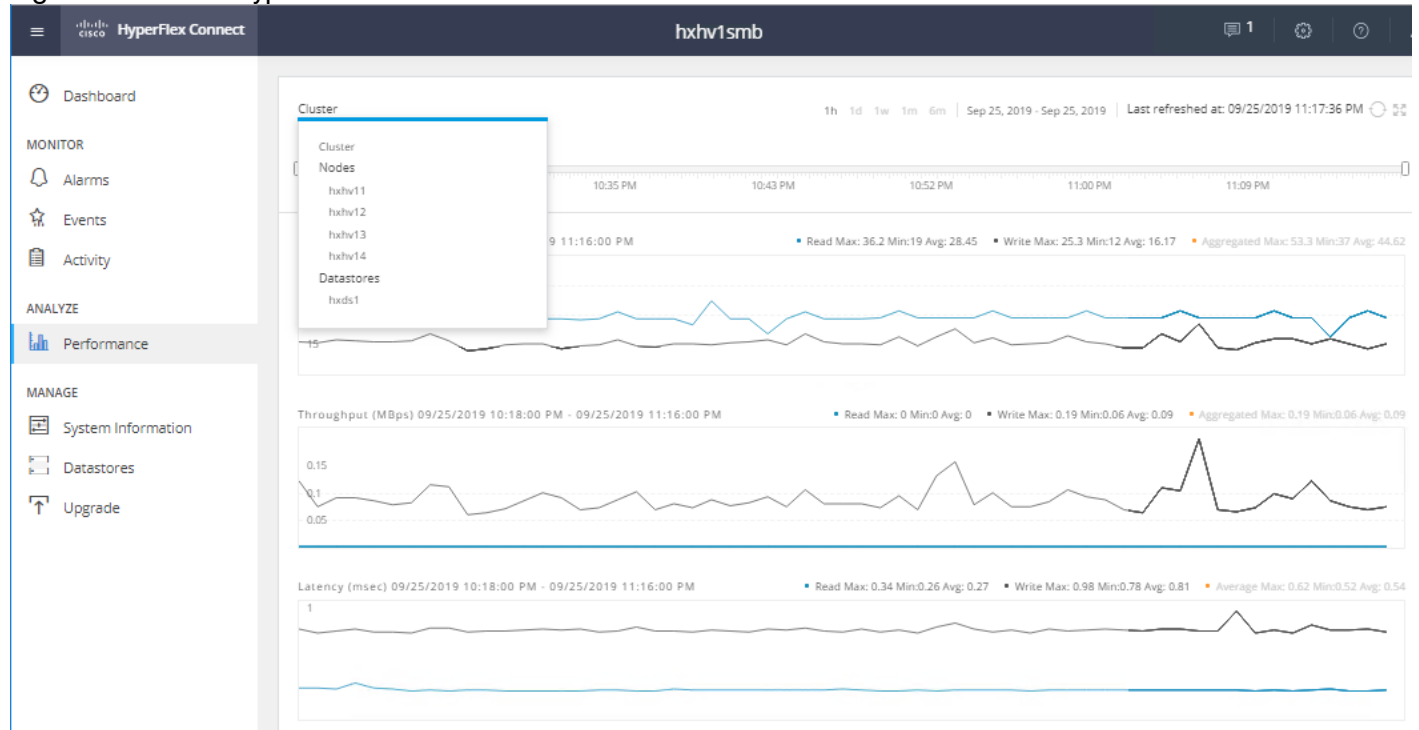 cisco HyperFlex Connect
hxhv1smb
1
Dashboard
MONITOR
Alarms
Events
Activity
ANALYZE
Performance
MANAGE
System Information
Datastores
Upgrade
Cluster
1h 1d 1w 1m 6m Sep 25, 2019 - Sep 25, 2019 Last refreshed at: 09/25/2019 11:17:36 PM
Cluster
Nodes
hxhv11
hxhv12
hxhv13
hxhv14
Datastores
hxds1
10:35 PM 10:43 PM 10:52 PM 11:00 PM 11:09 PM
9 11:16:00 PM Read Max: 36.2 Min:19 Avg: 28.45 Write Max: 25.3 Min:12 Avg: 16.17 Aggregated Max: 53.3 Min:37 Avg: 44.62
15
Throughput (MBps) 09/25/2019 10:18:00 PM - 09/25/2019 11:16:00 PM Read Max: 0 Min:0 Avg: 0 Write Max: 0.19 Min:0.06 Avg: 0.09 Aggregated Max: 0.19 Min:0.06 Avg: 0.09
0.15
0.1
0.05
Latency (msec) 09/25/2019 10:18:00 PM - 09/25/2019 11:16:00 PM Read Max: 0.34 Min:0.26 Avg: 0.27 Write Max: 0.98 Min:0.78 Avg: 0.81 Average Max: 0.62 Min:0.52 Avg: 0.54
1